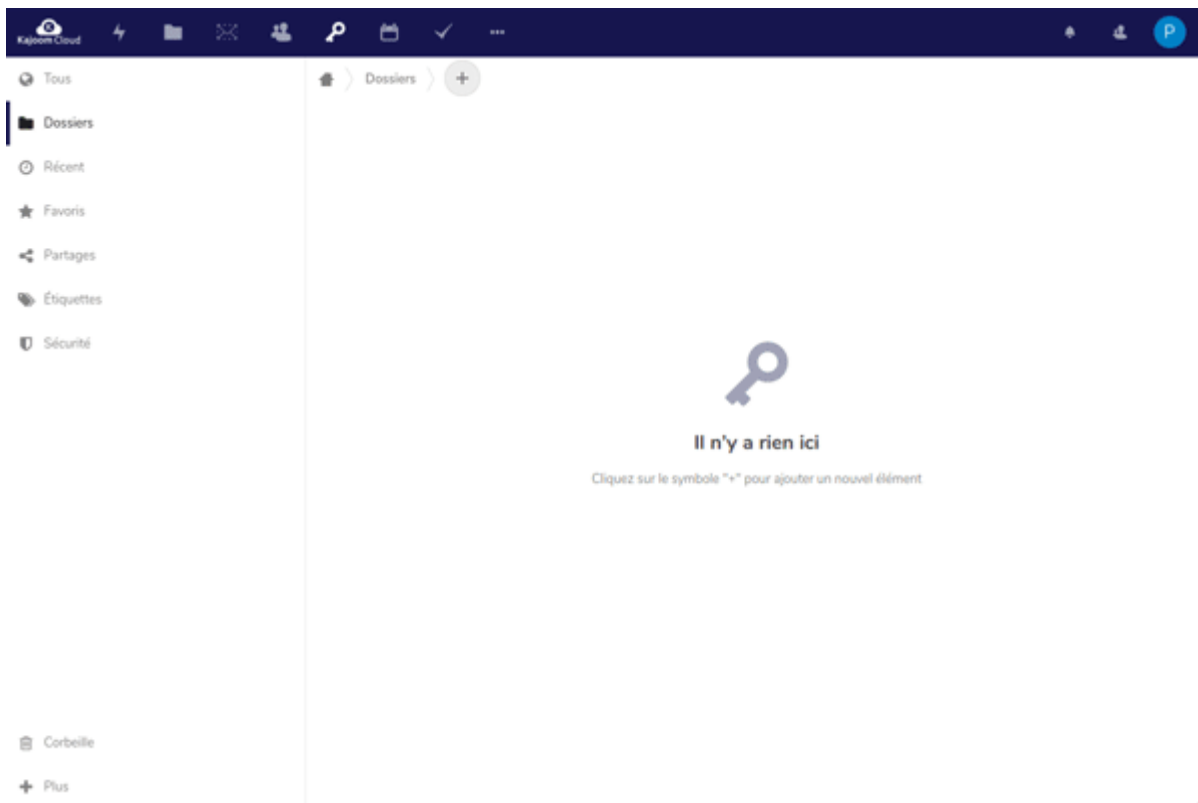 Kajoom Cloud
P
Tous
Dossiers
Récent
Favoris
Partages
Étiquettes
Sécurité
Corbeille
Plus
Dossiers
Il n'y a rien ici
Cliquez sur le symbole "+" pour ajouter un nouvel élément